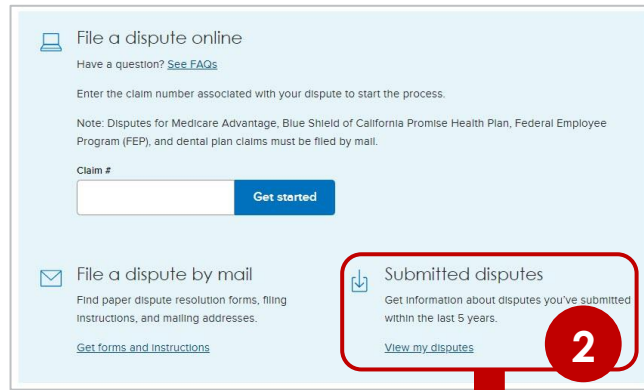 File a dispute online
Have a question? See FAQs
Enter the claim number associated with your dispute to start the process.
Note: Disputes for Medicare Advantage, Blue Shield of California Promise Health Plan, Federal Employee
Program (FEP), and dental plan claims must be filed by mail.
Claim #
Get started
File a dispute by mail
Find paper dispute resolution forms, filing
instructions, and mailing addresses.
Get forms and instructions
Submitted disputes
Get information about disputes you've submitted
within the last 5 years.
View my disputes
2